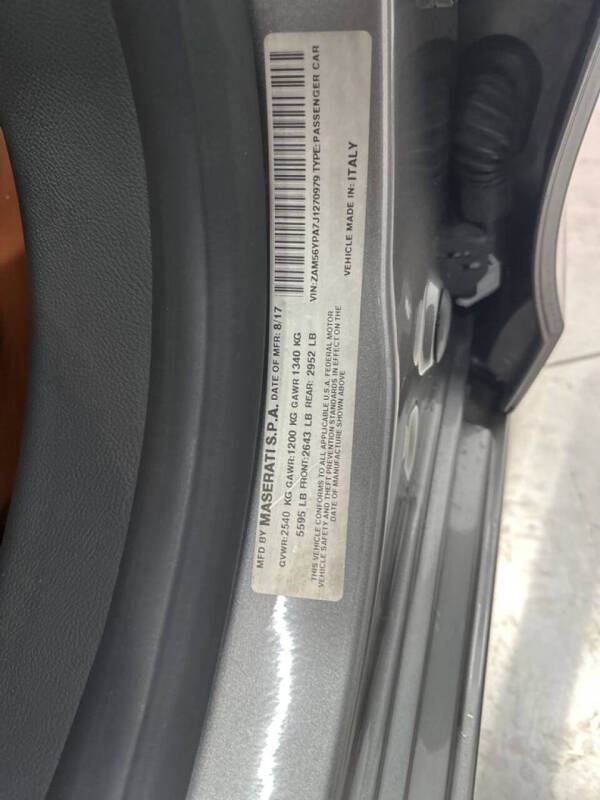 MFD BY MASERATI S.P.A. DATE OF MFR: 8/17
GVWR:2540 KG GAWR:1200 KG GAWR 1340 KG
5595 LB FRONT:2643 LB REAR: 2952 LB
VIN:ZAM56YPA7J1270979 TYPE:PASSENGER CAR
THIS VEHICLE CONFORMS TO ALL APPLICABLE U.S.A. FEDERAL MOTOR
VEHICLE SAFETY AND THEFT PREVENTION STANDARDS IN EFFECT ON THE
DATE OF MANUFACTURE SHOWN ABOVE
VEHICLE MADE IN: ITALY